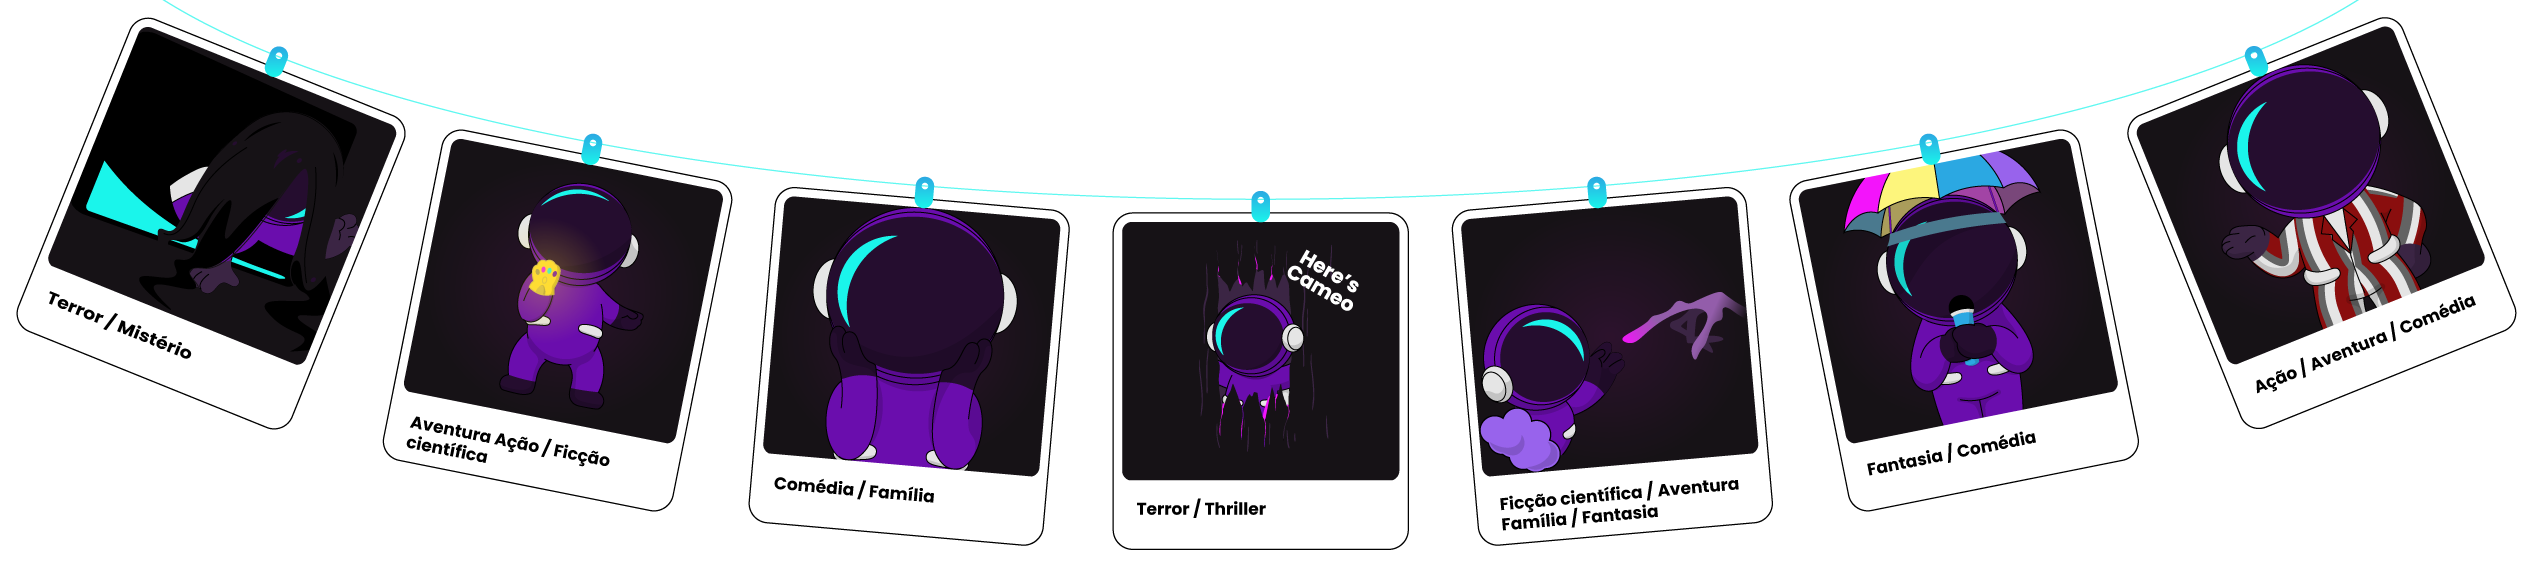 Terror / Mistério
Aventura Ação / Ficção
científica
Comédia / Família
Here's
Cameo
Terror / Thriller
Ficção científica / Aventura
Família / Fantasia
Fantasia / Comédia
Ação / Aventura / Comédia